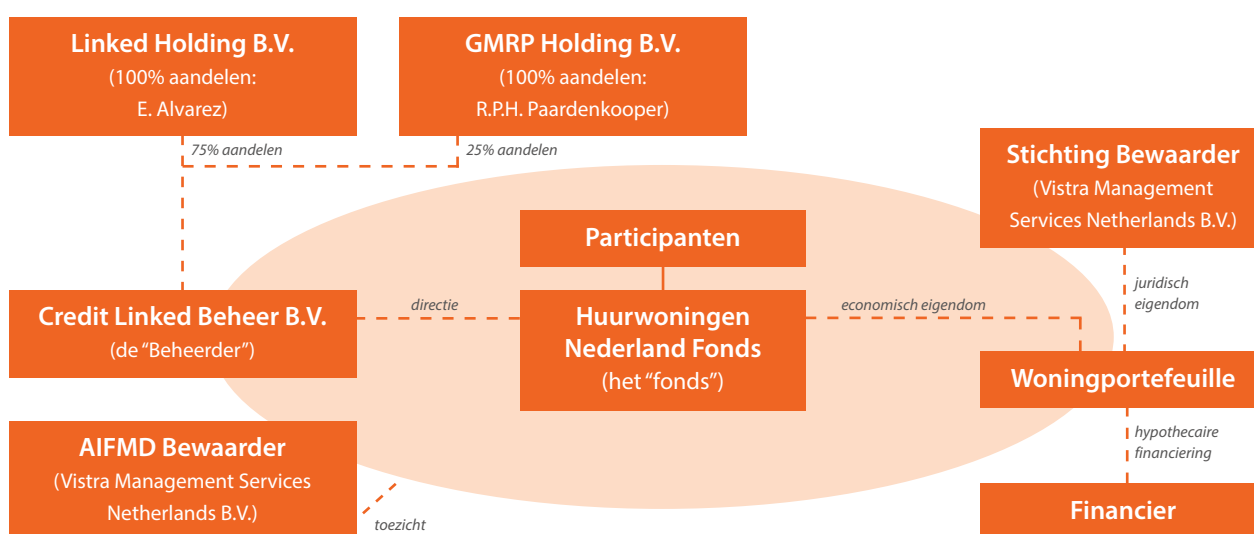 Linked Holding B.V.
(100% aandelen:
E. Alvarez)
GMRP Holding B.V.
(100% aandelen:
R.P.H. Paardenkooper)
75% aandelen
25% aandelen
Stichting Bewaarder
(Vistra Management
Services Netherlands B.V.)
Participanten
juridisch
eigendom
Credit Linked Beheer B.V.
(de “Beheerder”)
directie
Huurwoningen
Nederland Fonds
(het “fonds”)
economisch eigendom
Woningportefeuille
AIFMD Bewaarder
(Vistra Management Services
Netherlands B.V.)
toezicht
hypothecaire
financiering
Financier